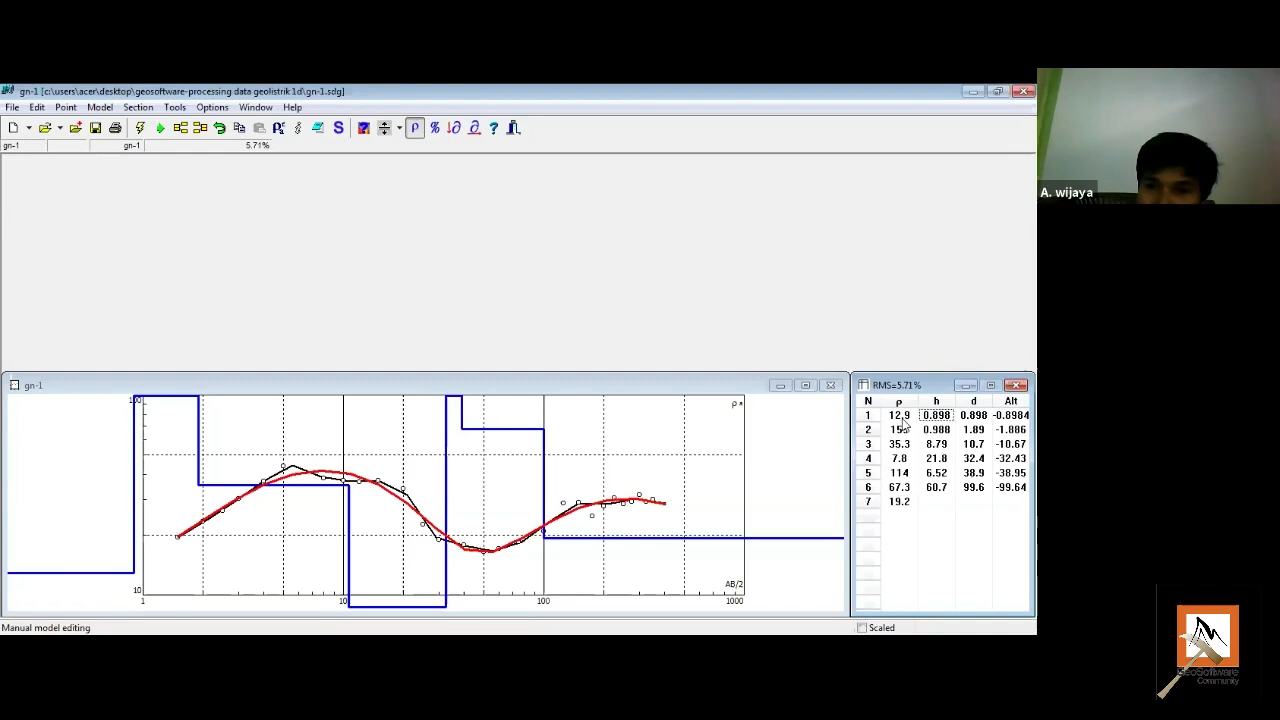 gn-1 [c:\users\acer\desktop\geosoftware-processing data geolistrik 1d\gn-1.sdg]
File Edit Point Model Section Tools Options Window Help
gn-1 gn-1 5.71%
A. wijaya
gn-1
RMS=5.71%
N ρ h d Alt
1 12.9 0.898 0.898 -0.8984
2 0.988 1.89 -1.886
3 35.3 8.79 10.7 -10.67
4 7.8 21.8 32.4 -32.43
5 114 6.52 38.9 -38.95
6 67.3 60.7 99.6 -99.64
7 19.2
100
ρ
10
AB/2
1 10 100 1000
Manual model editing
Scaled
GeoSoftware
Community